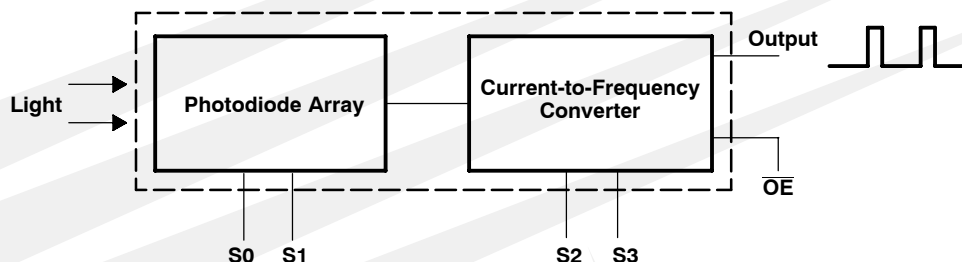 Output
Light
Photodiode Array
Current-to-Frequency
Converter
OE
S0 S1 S2 S3